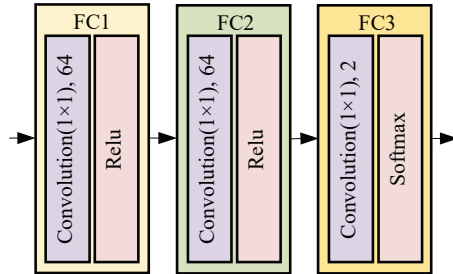 FC1
Convolution(1×1), 64
Relu
FC2
Convolution(1×1), 64
Relu
FC3
Convolution(1×1), 2
Softmax